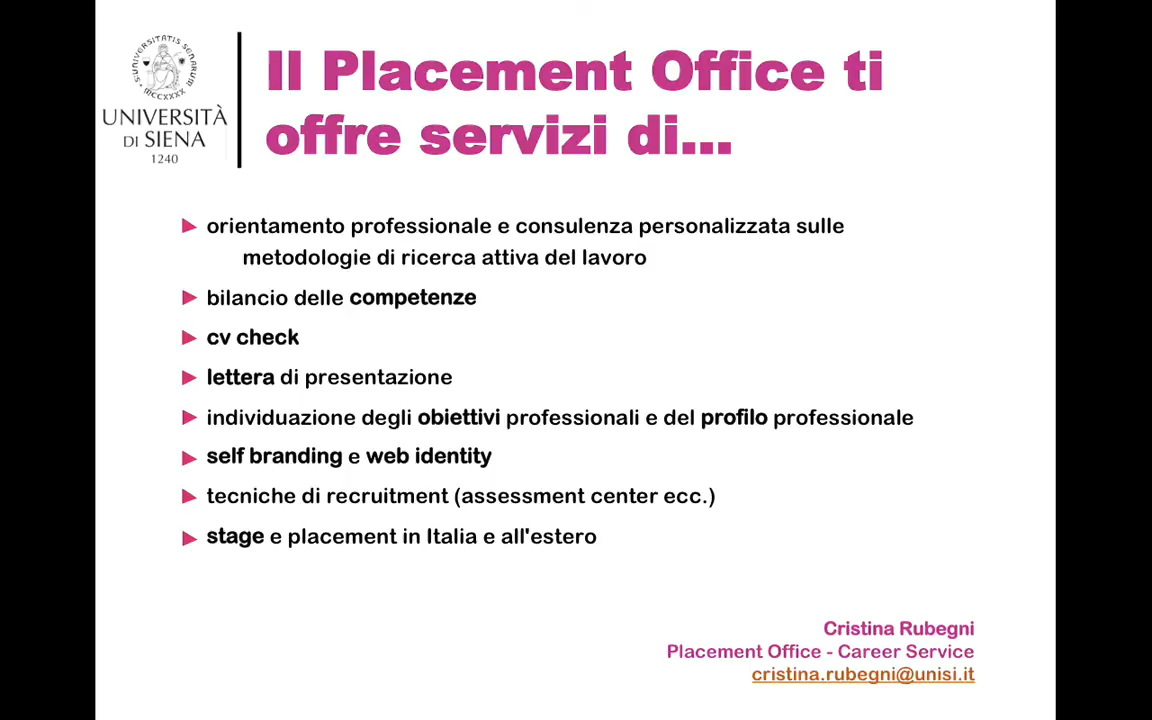 UNIVERSITÀ
DI SIENA
1240
Il Placement Office ti
offre servizi di...
orientamento professionale e consulenza personalizzata sulle
metodologie di ricerca attiva del lavoro
bilancio delle competenze
cv check
lettera di presentazione
individuazione degli obiettivi professionali e del profilo professionale
self branding e web identity
tecniche di recruitment (assessment center ecc.)
stage e placement in Italia e all'estero
Cristina Rubegni
Placement Office - Career Service
cristina.rubegni@unisi.it